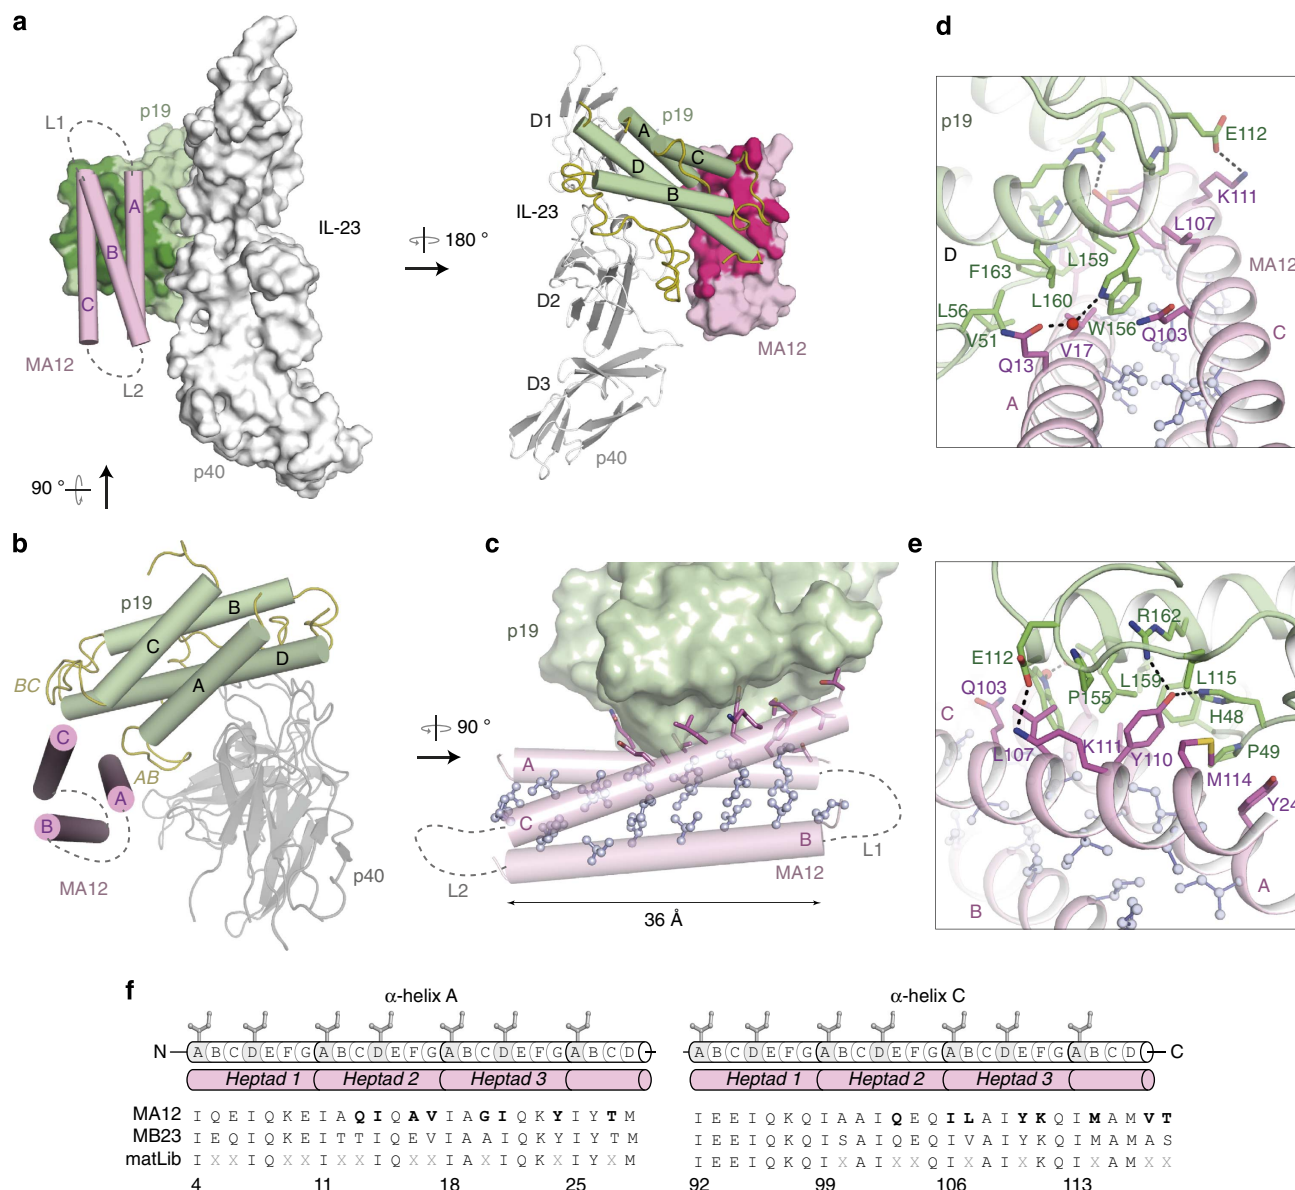 a
p19
L1
A
B
C
MA12
L2
IL-23
p40
90 °
180 °
D1
p19
A
C
D
B
IL-23
D2
D3
MA12
p40
d
p19
E112
K111
L107
D
F163
L159
MA12
L160
L56
V51
W156
Q103
C
Q13
V17
A
b
p19
B
C
D
A
BC
C
AB
A
B
MA12
p40
90 °
c
p19
A
C
B
L1
L2
MA12
36 Å
e
R162
E112
Q103
L159
L115
P155
C
H48
L107
K111
Y110
P49
M114
Y24
B
A
f
α-helix A
α-helix C
N A B C D E F G A B C D E F G A B C D E F G A B C D
A B C D E F G A B C D E F G A B C D E F G A B C D C
Heptad 1 Heptad 2 Heptad 3
Heptad 1 Heptad 2 Heptad 3
MA12 I Q E I Q K E I A Q I Q A V I A G I Q K Y I Y T M
I E E I Q K Q I A A I Q E Q I L A I Y K Q I M A M V T
MB23 I E Q I Q K E I T T I Q E V I A A I Q K Y I Y T M
I E E I Q K Q I S A I Q E Q I V A I Y K Q I M A M A S
matLib I X X I Q X X I X X I Q X X I A X I Q K X I Y X M
I E E I Q K Q I X A I X X Q I X A I X K Q I X A M X X
4 11 18 25
92 99 106 113